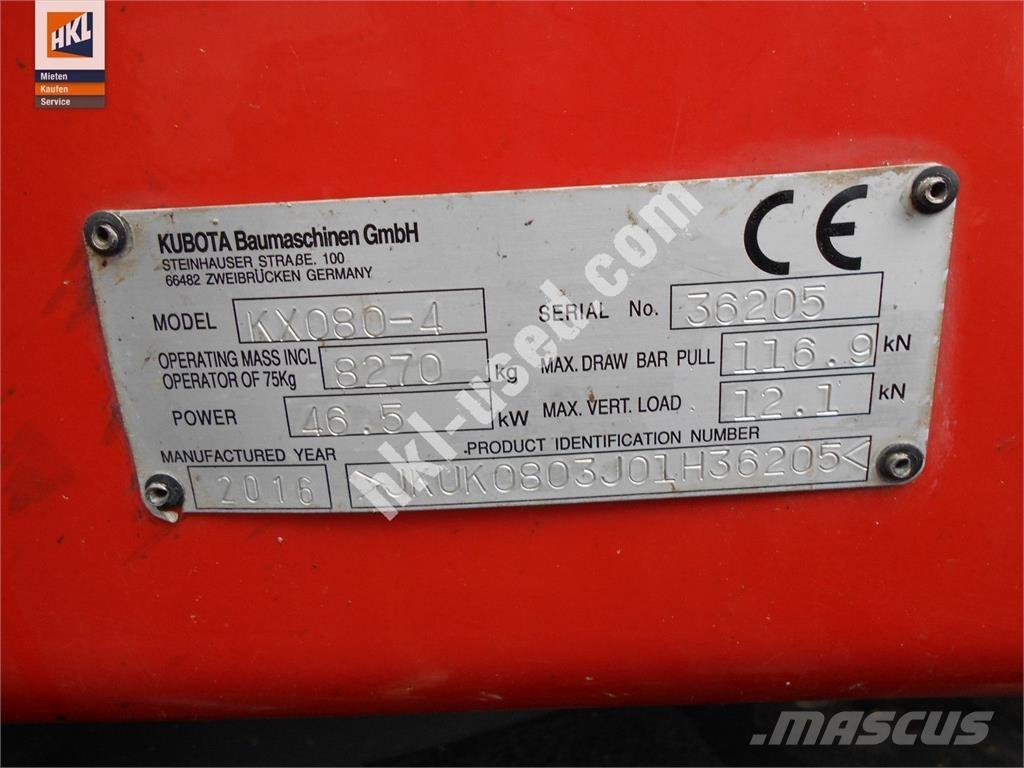 HKL
Mieten
Kaufen
Service
KUBOTA Baumaschinen GmbH
STEINHAUSER STRAßE. 100
66482 ZWEIBRÜCKEN GERMANY
CE
MODEL KX080-4 SERIAL No. 36205
OPERATING MASS INCL OPERATOR OF 75Kg 8270 kg MAX. DRAW BAR PULL 116.9 kN
POWER 46.5 kW MAX. VERT. LOAD 12.1 kN
MANUFACTURED YEAR PRODUCT IDENTIFICATION NUMBER
2016 >JKUK0803J01H36205<
hkl-used.com
MASCUS